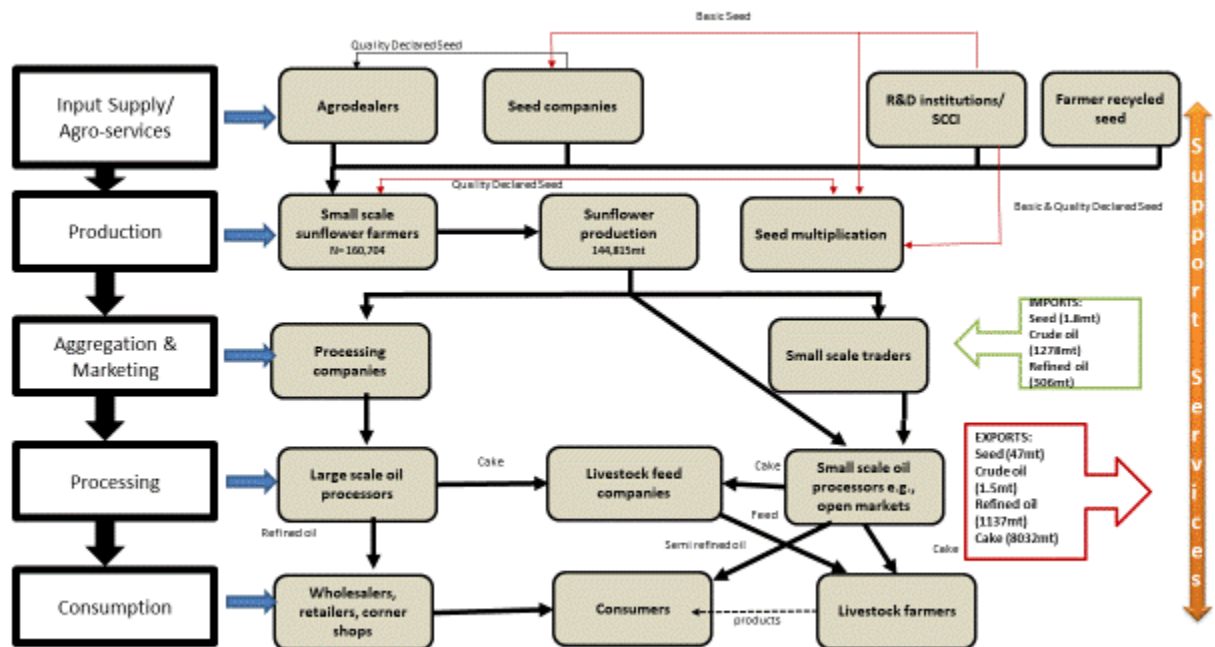 Basic Seed
Quality Declared Seed
Input Supply/
Agro-services
Agrodealers
Seed companies
R&D institutions/
SCCI
Farmer recycled
seed
Quality Declared Seed
Basic & Quality Declared Seed
Production
Small scale
sunflower farmers
N=160,704
Sunflower
production
144,815mt
Seed multiplication
Aggregation &
Marketing
Processing
companies
Small scale traders
IMPORTS:
Seed (1.8mt)
Crude oil
(1278mt)
Refined oil
(306mt)
Processing
Large scale oil
processors
Cake
Livestock feed
companies
Cake
Small scale oil
processors e.g.,
open markets
EXPORTS:
Seed (47mt)
Crude oil
(1.5mt)
Refined oil
(1137mt)
Cake (8032mt)
Refined oil
Feed
Semi refined oil
Cake
Consumption
Wholesalers,
retailers, corner
shops
Consumers
products
Livestock farmers
Support Services